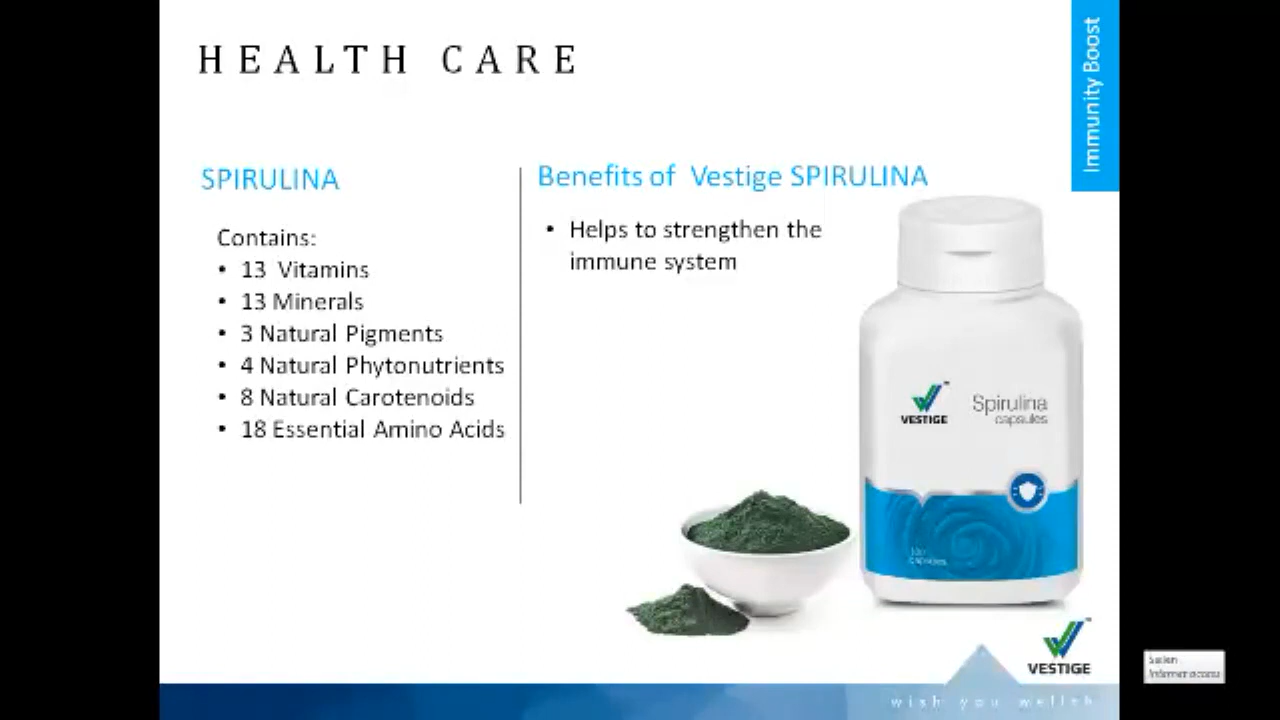 HEALTH CARE
Immunity Boost
SPIRULINA
Contains:
• 13 Vitamins
• 13 Minerals
• 3 Natural Pigments
• 4 Natural Phytonutrients
• 8 Natural Carotenoids
• 18 Essential Amino Acids
Benefits of Vestige SPIRULINA
• Helps to strengthen the
immune system
VESTIGE
Spirulina
capsules
capsules
VESTIGE
wish you wellth